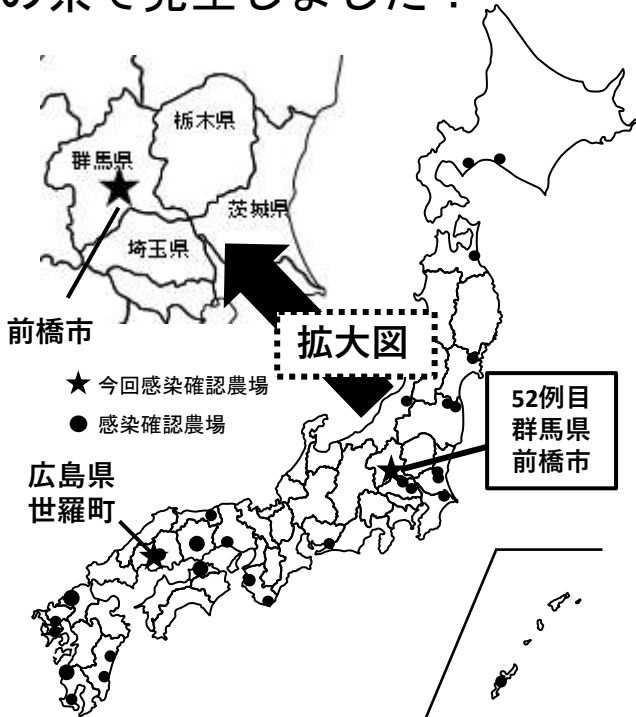 の県で発生しました！
栃木県
群馬県
茨城県
埼玉県
前橋市
拡大図
★ 今回感染確認農場
● 感染確認農場
52例目
群馬県
前橋市
広島県
世羅町